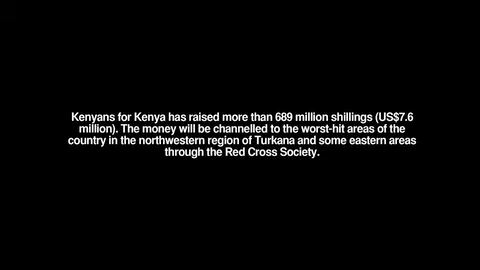 Kenyans for Kenya has raised more than 689 million shillings (US$7.6
million). The money will be channelled to the worst-hit areas of the
country in the northwestern region of Turkana and some eastern areas
through the Red Cross Society.